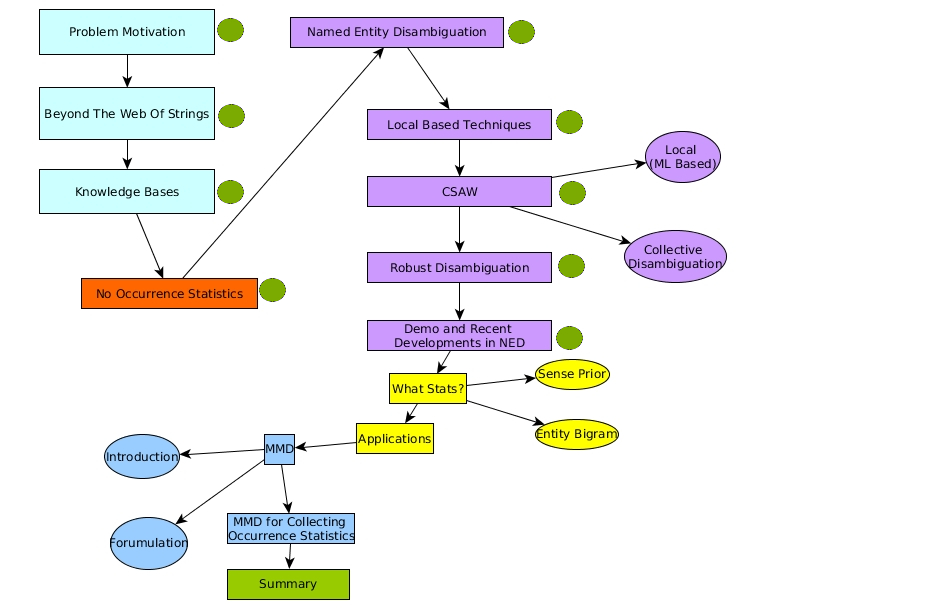 Problem Motivation
Beyond The Web Of Strings
Knowledge Bases
No Occurrence Statistics
Named Entity Disambiguation
Local Based Techniques
CSAW
Local
(ML Based)
Collective
Disambiguation
Robust Disambiguation
Demo and Recent
Developments in NED
What Stats?
Sense Prior
Entity Bigram
Applications
MMD
Introduction
Forumulation
MMD for Collecting
Occurrence Statistics
Summary